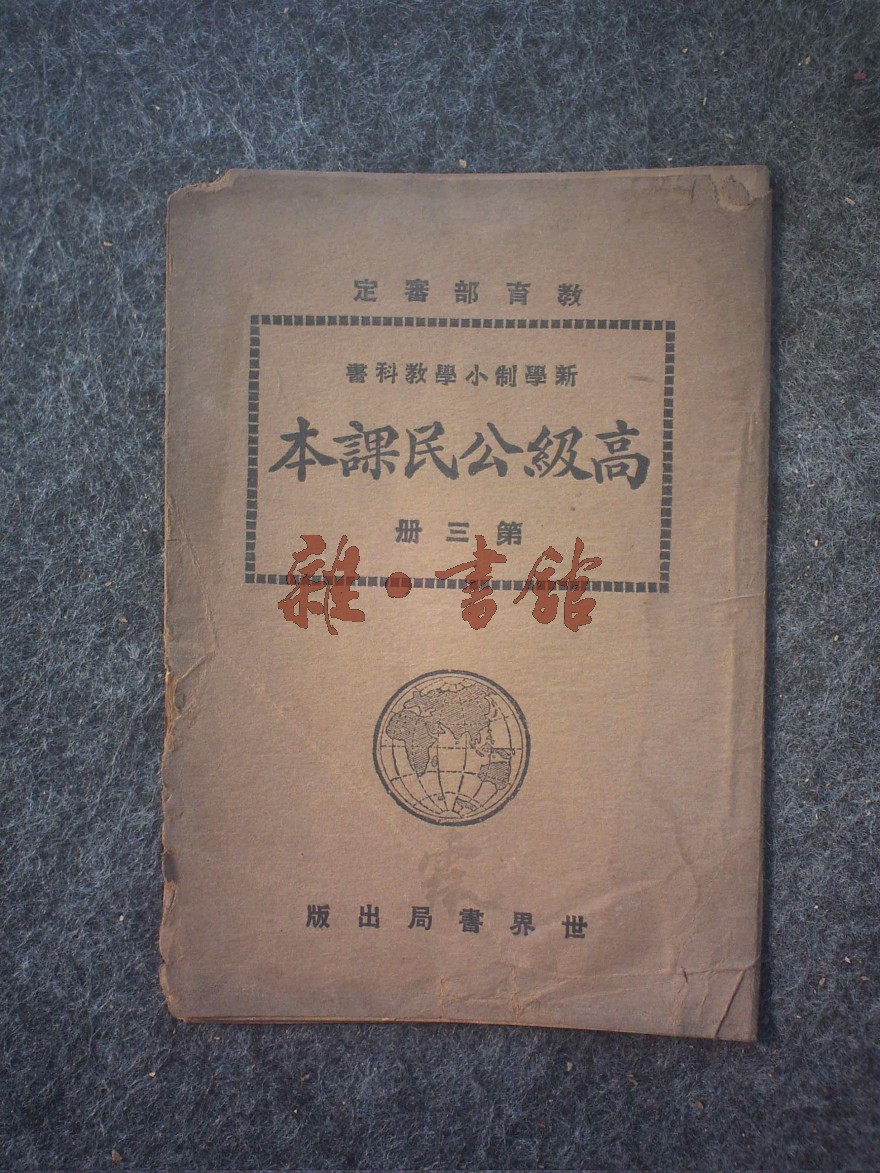 教育部審定
新學制小學教科書
高級公民課本
第三册
雜·書館
世界書局出版